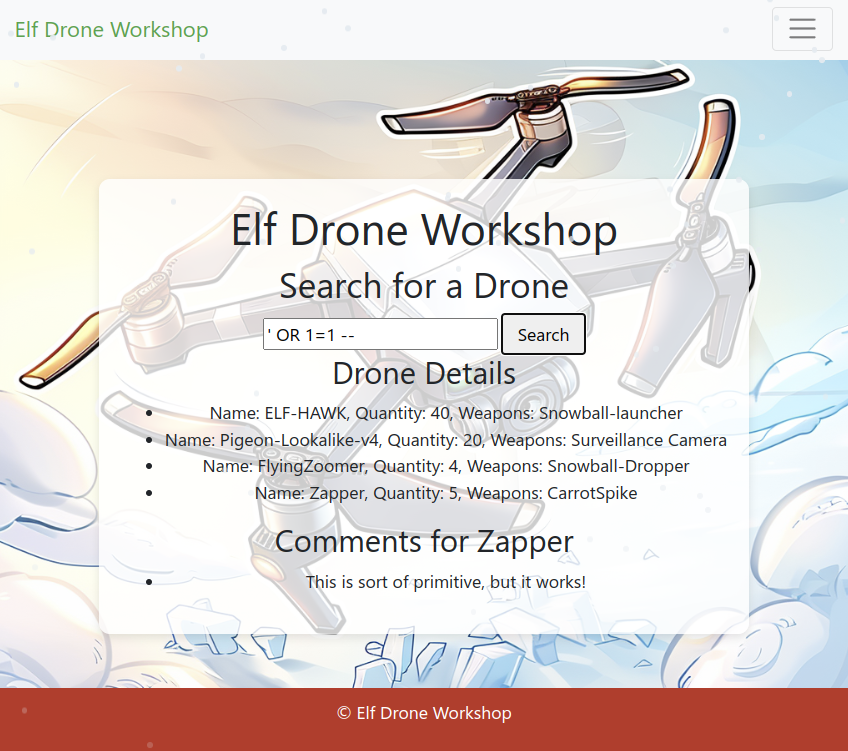 Elf Drone Workshop
Elf Drone Workshop
Search for a Drone
' OR 1=1 --
Search
Drone Details
Name: ELF-HAWK, Quantity: 40, Weapons: Snowball-launcher
Name: Pigeon-Lookalike-v4, Quantity: 20, Weapons: Surveillance Camera
Name: FlyingZoomer, Quantity: 4, Weapons: Snowball-Dropper
Name: Zapper, Quantity: 5, Weapons: CarrotSpike
Comments for Zapper
This is sort of primitive, but it works!
© Elf Drone Workshop